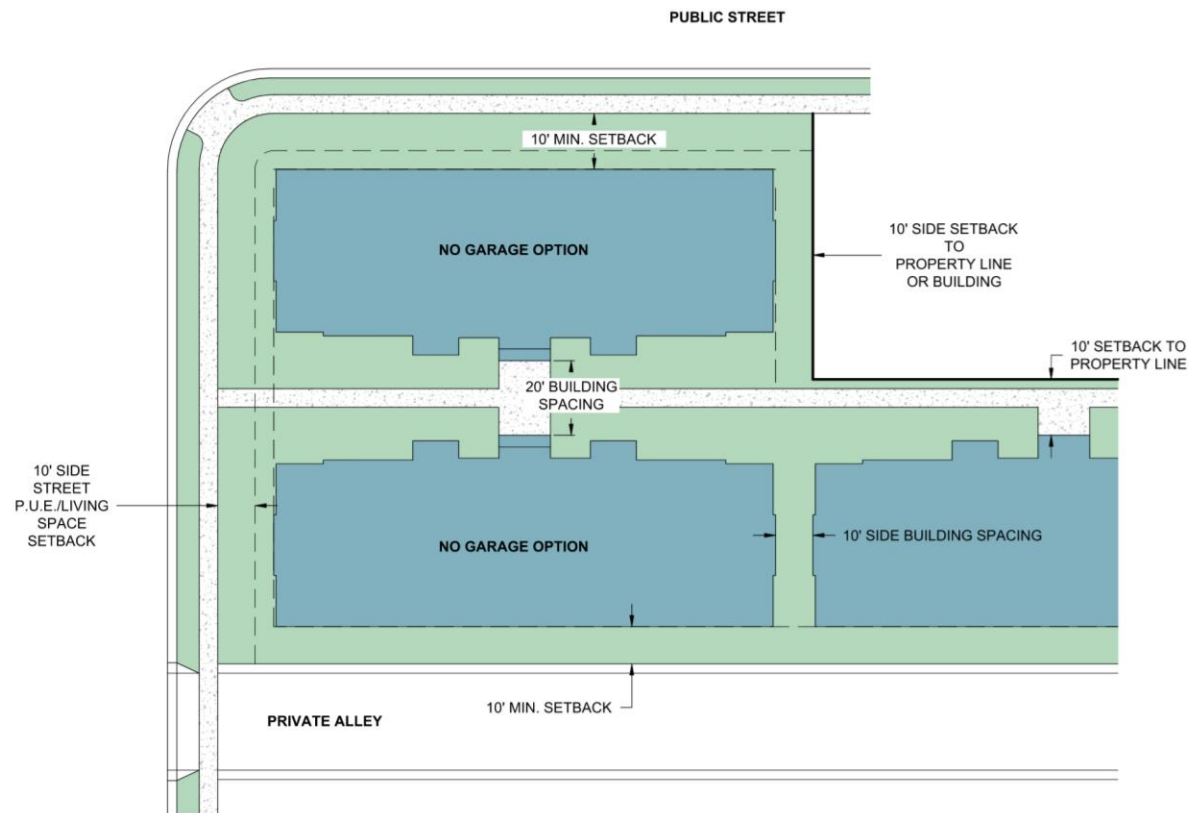 PUBLIC STREET
10' MIN. SETBACK
NO GARAGE OPTION
10' SIDE SETBACK
TO
PROPERTY LINE
OR BUILDING
10' SETBACK TO
PROPERTY LINE
20' BUILDING
SPACING
10' SIDE
STREET
P.U.E./LIVING
SPACE
SETBACK
NO GARAGE OPTION
10' SIDE BUILDING SPACING
10' MIN. SETBACK
PRIVATE ALLEY